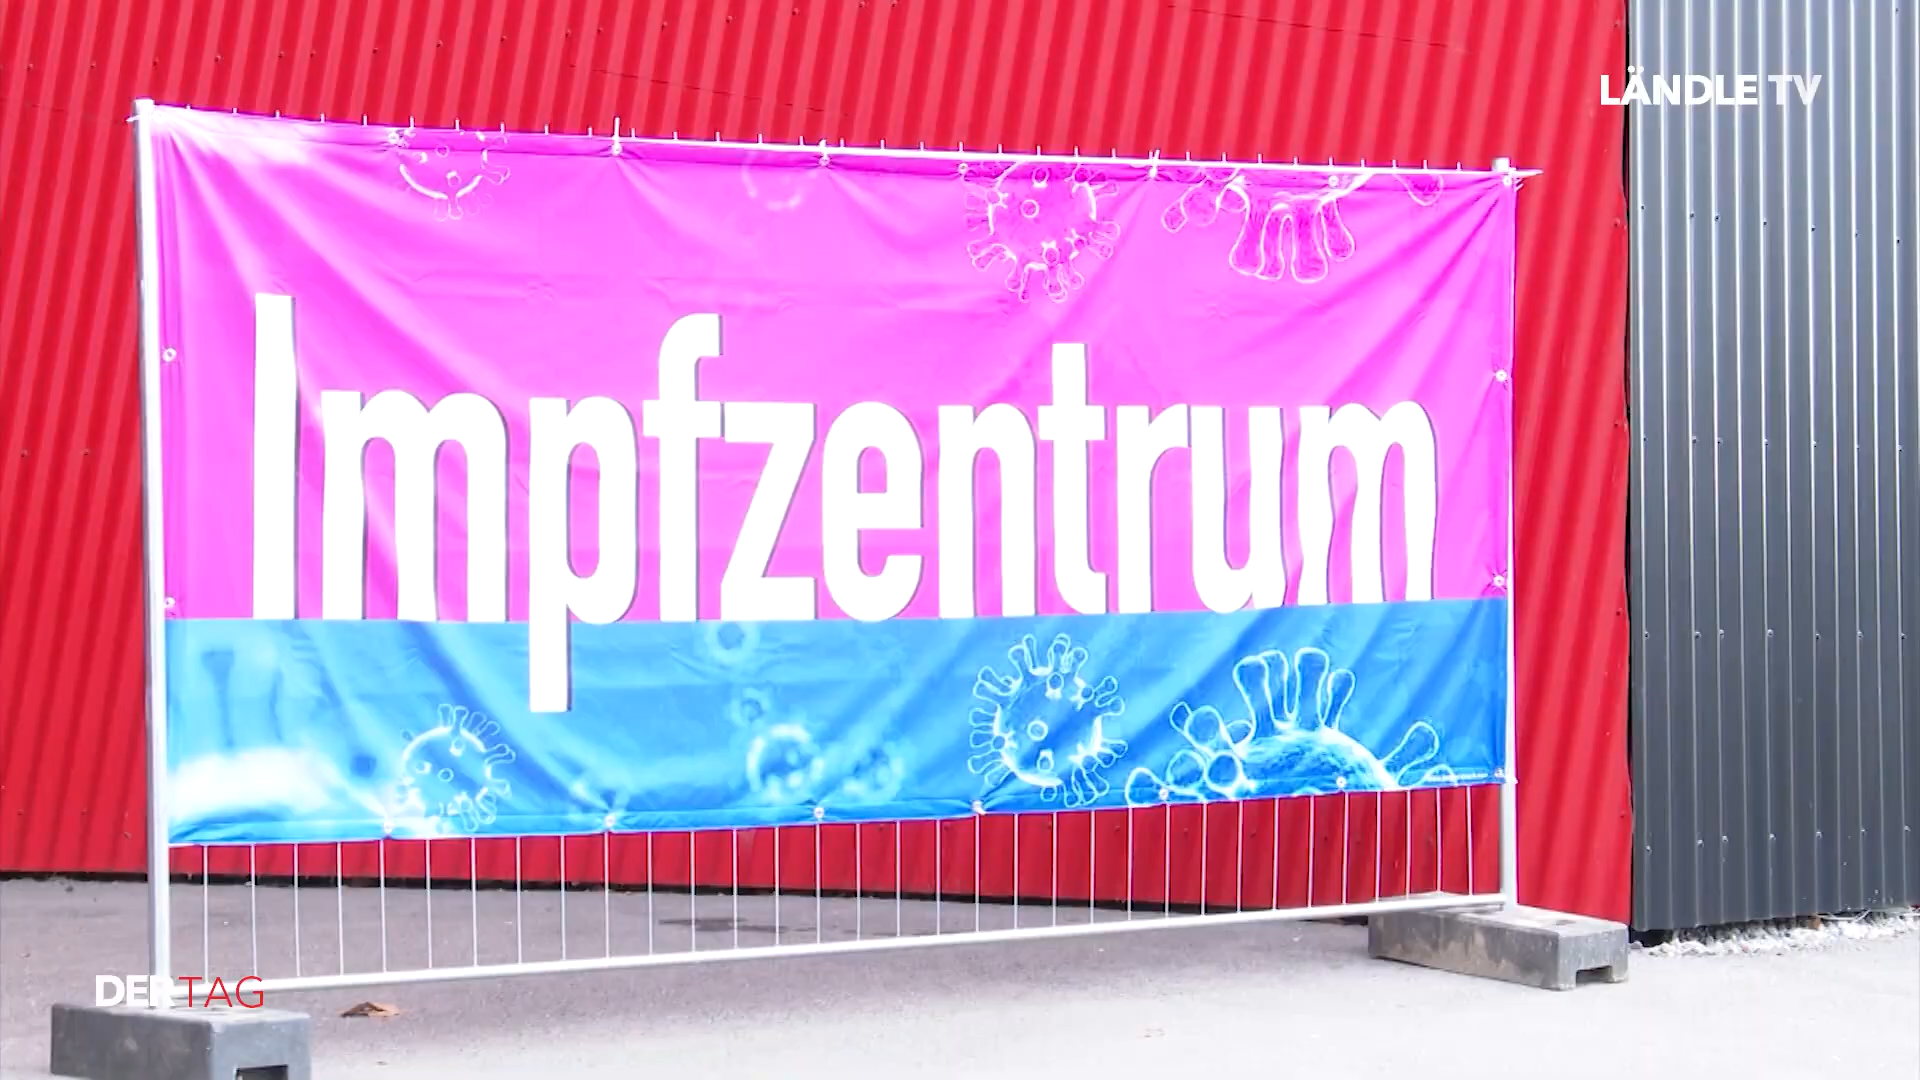 LÄNDLE TV
Impfzentrum
DER TAG